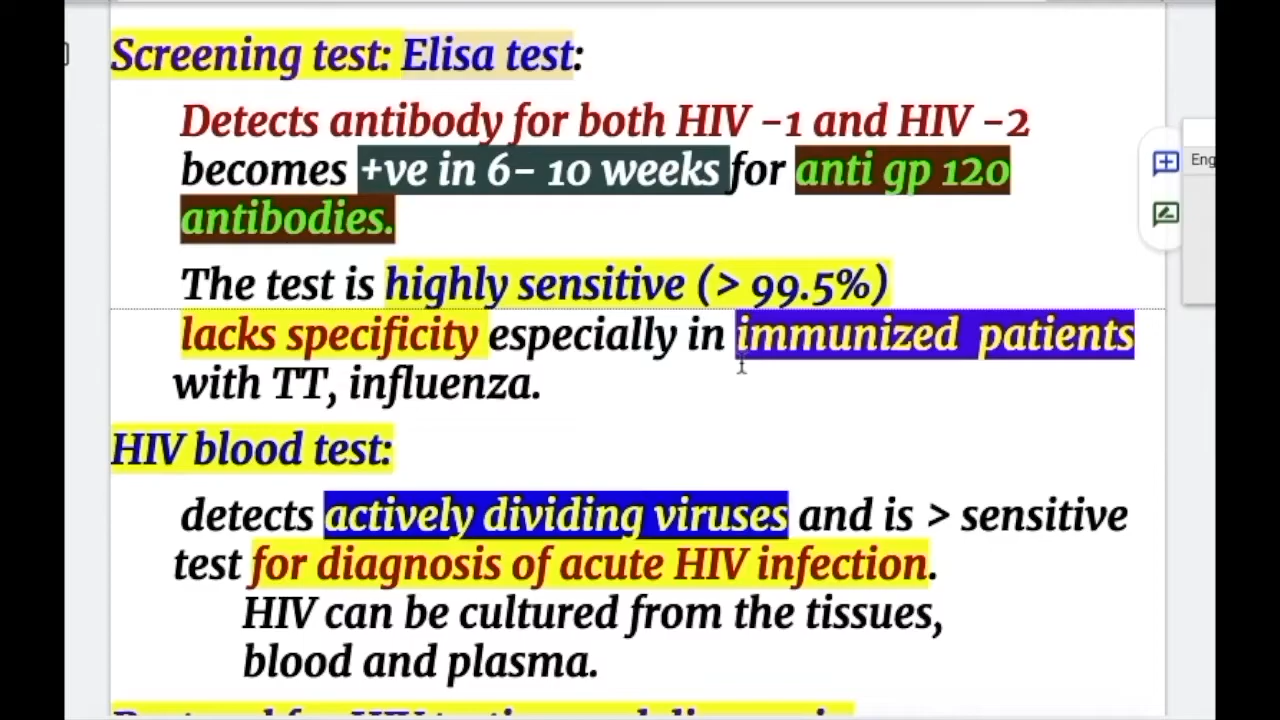 Screening test: Elisa test:
Detects antibody for both HIV -1 and HIV -2
becomes +ve in 6- 10 weeks for anti gp 120
antibodies.
The test is highly sensitive (> 99.5%)
lacks specificity especially in immunized patients
with TT, influenza.
HIV blood test:
detects actively dividing viruses and is > sensitive
test for diagnosis of acute HIV infection.
HIV can be cultured from the tissues,
blood and plasma.
Eng